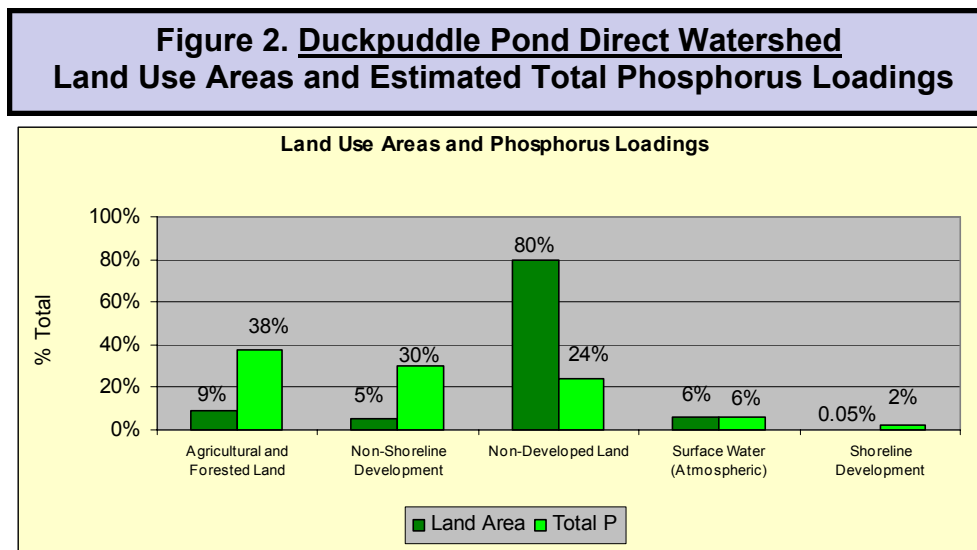 Figure 2. Duckpuddle Pond Direct Watershed
Land Use Areas and Estimated Total Phosphorus Loadings
Land Use Areas and Phosphorus Loadings
% Total
100%
80%
60%
40%
20%
0%
9%
38%
5%
30%
80%
24%
6%
6%
0.05%
2%
Agricultural and
Forested Land
Non-Shoreline
Development
Non-Developed Land
Surface Water
(Atmospheric)
Shoreline
Development
Land Area
Total P